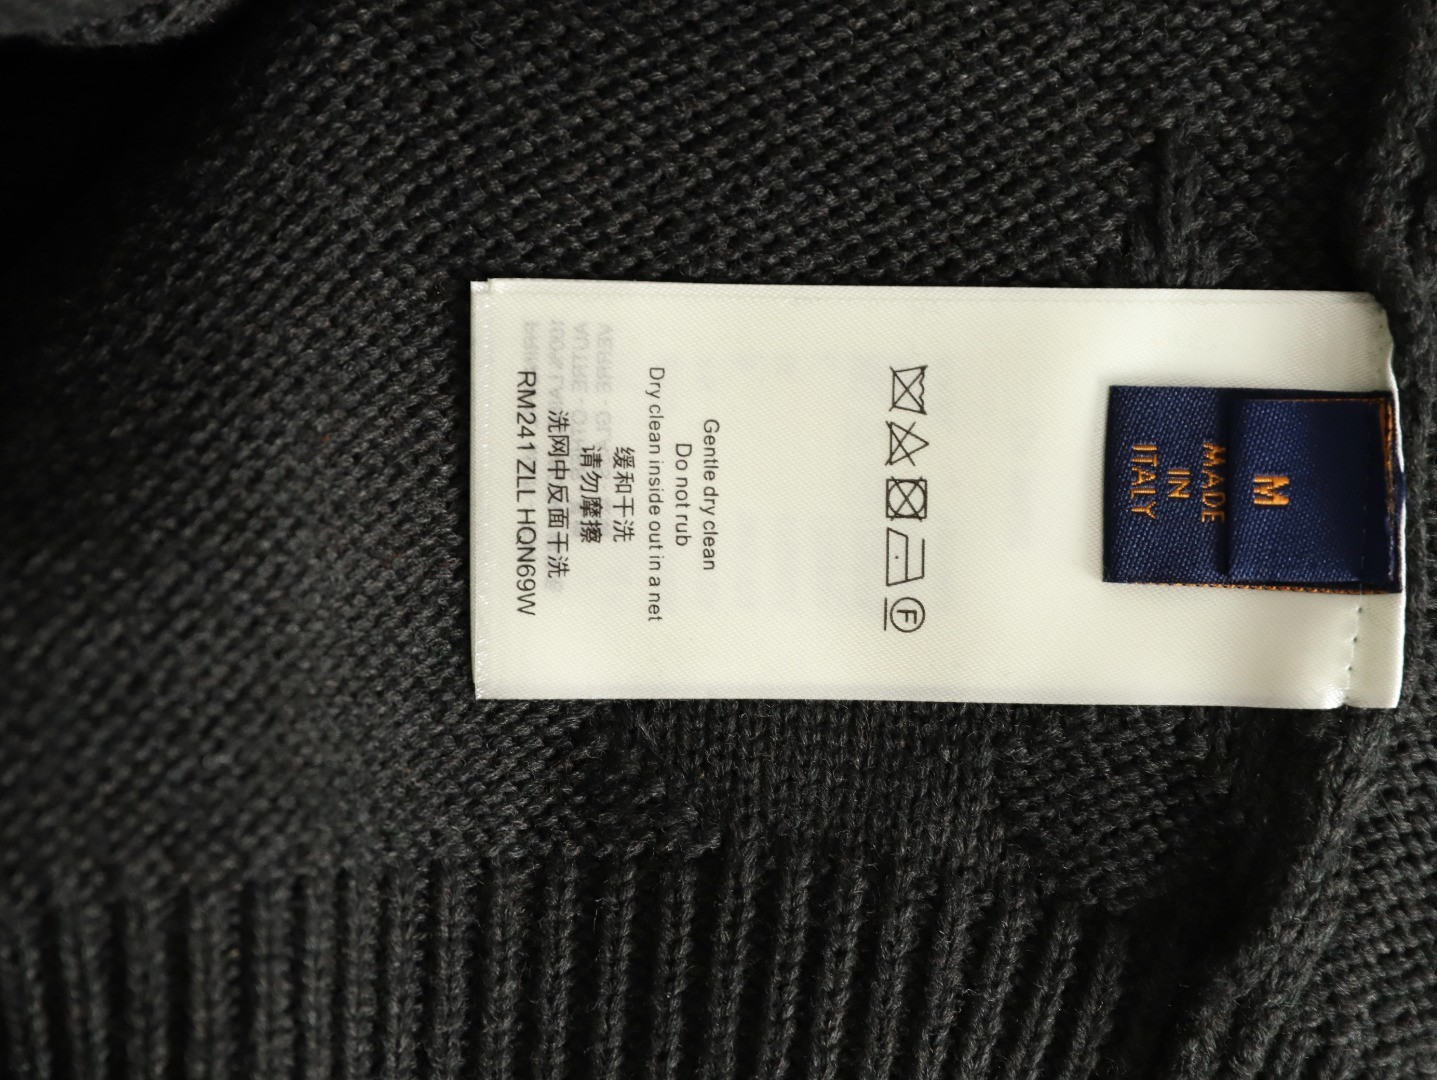 M
MADE
IN
ITALY
F
Gentle dry clean
Do not rub
Dry clean inside out in a net
缓和干洗
请勿摩擦
洗网中反面干洗
RM241 ZLL HQN69W